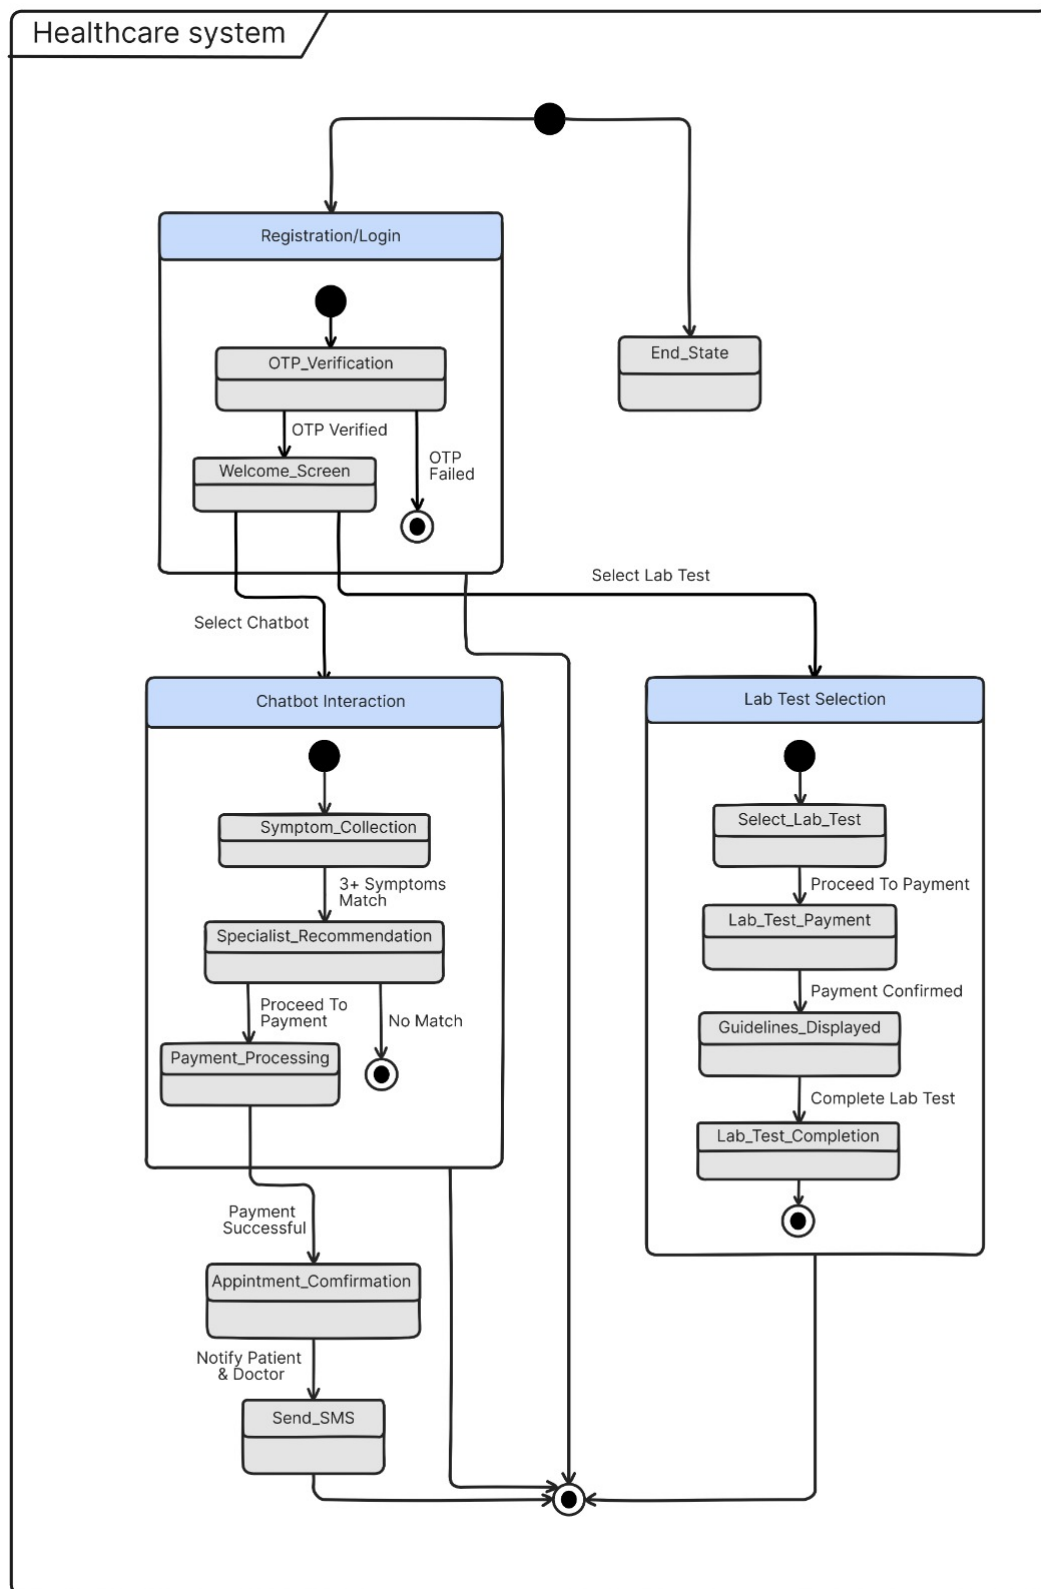 Healthcare system
Registration/Login
OTP_Verification
End_State
OTP Verified
OTP
Failed
Welcome_Screen
Select Lab Test
Select Chatbot
Chatbot Interaction
Symptom_Collection
3+ Symptoms
Match
Specialist_Recommendation
Proceed To
Payment
No Match
Payment_Processing
Payment
Successful
Appintment_Comfirmation
Notify Patient
& Doctor
Send_SMS
Lab Test Selection
Select_Lab_Test
Proceed To Payment
Lab_Test_Payment
Payment Confirmed
Guidelines_Displayed
Complete Lab Test
Lab_Test_Completion